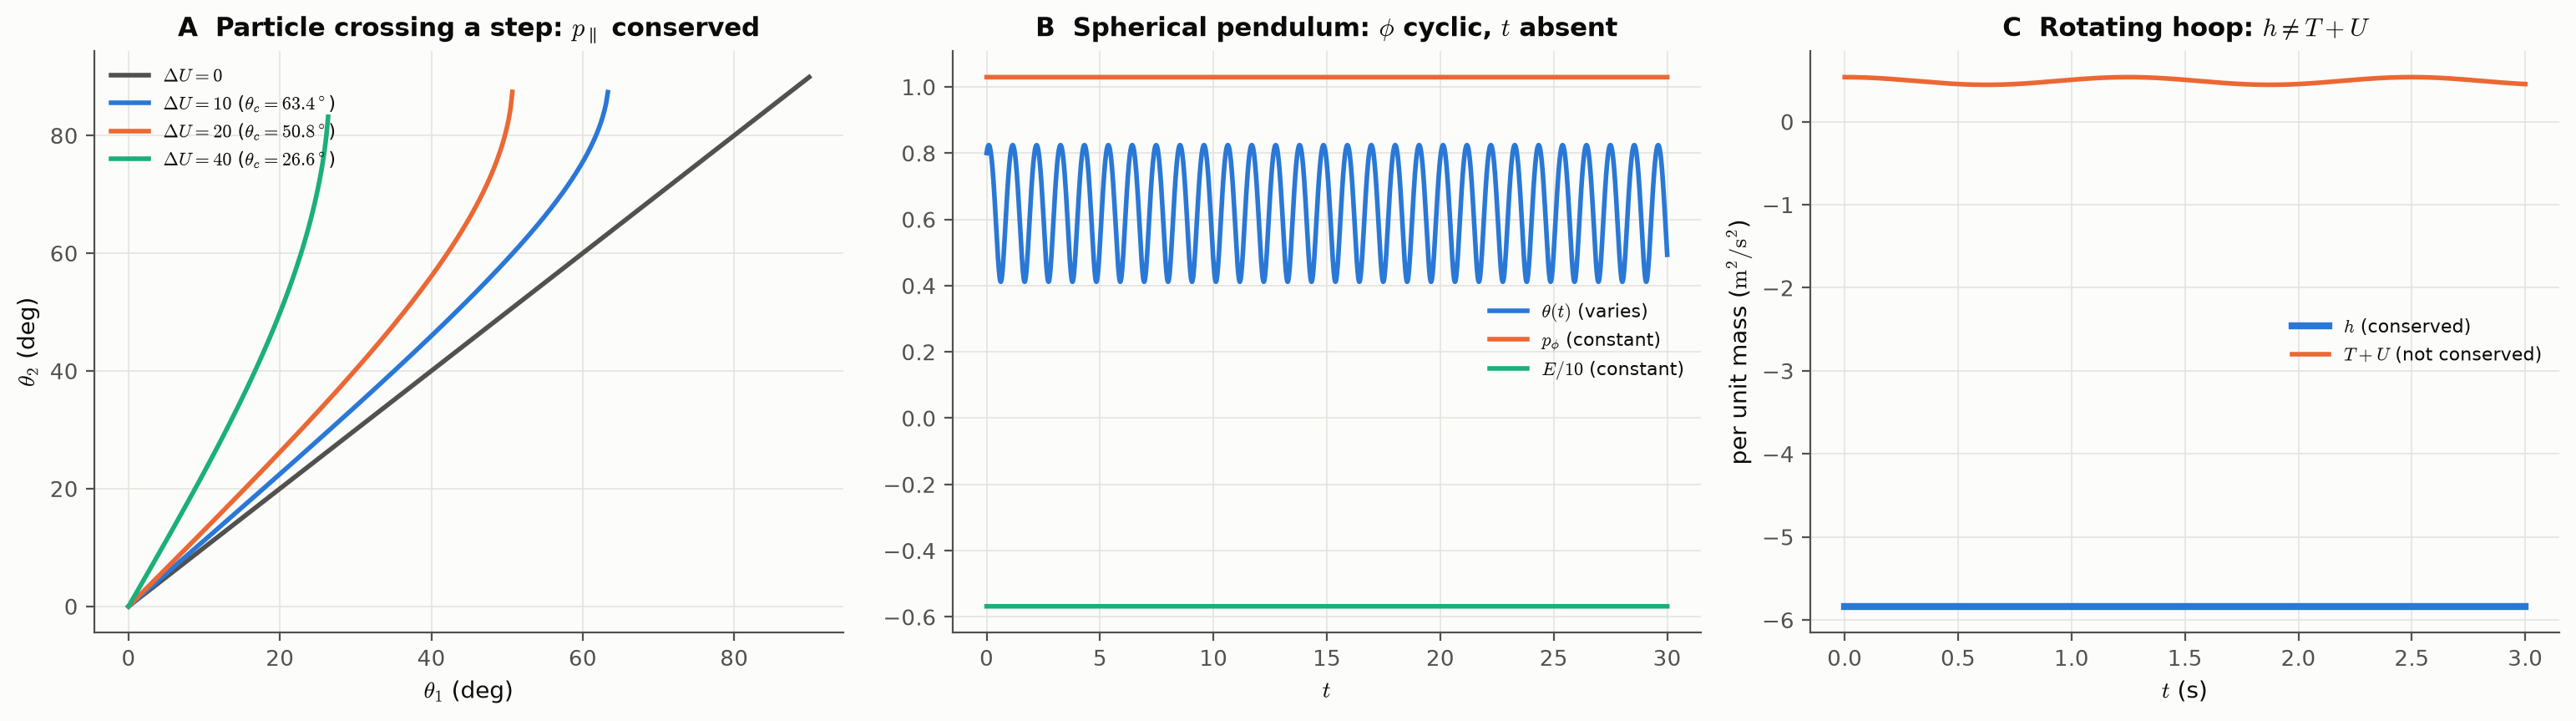 A Particle crossing a step: p∥ conserved
ΔU = 0
ΔU = 10 (θc = 63.4°)
ΔU = 20 (θc = 50.8°)
ΔU = 40 (θc = 26.6°)
θ2 (deg)
80
60
40
20
0
0 20 40 60 80
θ1 (deg)
B Spherical pendulum: ϕ cyclic, t absent
1.0
0.8
0.6
0.4
0.2
0.0
−0.2
−0.4
−0.6
θ(t) (varies)
pϕ (constant)
E/10 (constant)
0 5 10 15 20 25 30
t
C Rotating hoop: h ≠ T + U
per unit mass (m²/s²)
0
−1
−2
−3
−4
−5
−6
h (conserved)
T + U (not conserved)
0.0 0.5 1.0 1.5 2.0 2.5 3.0
t (s)